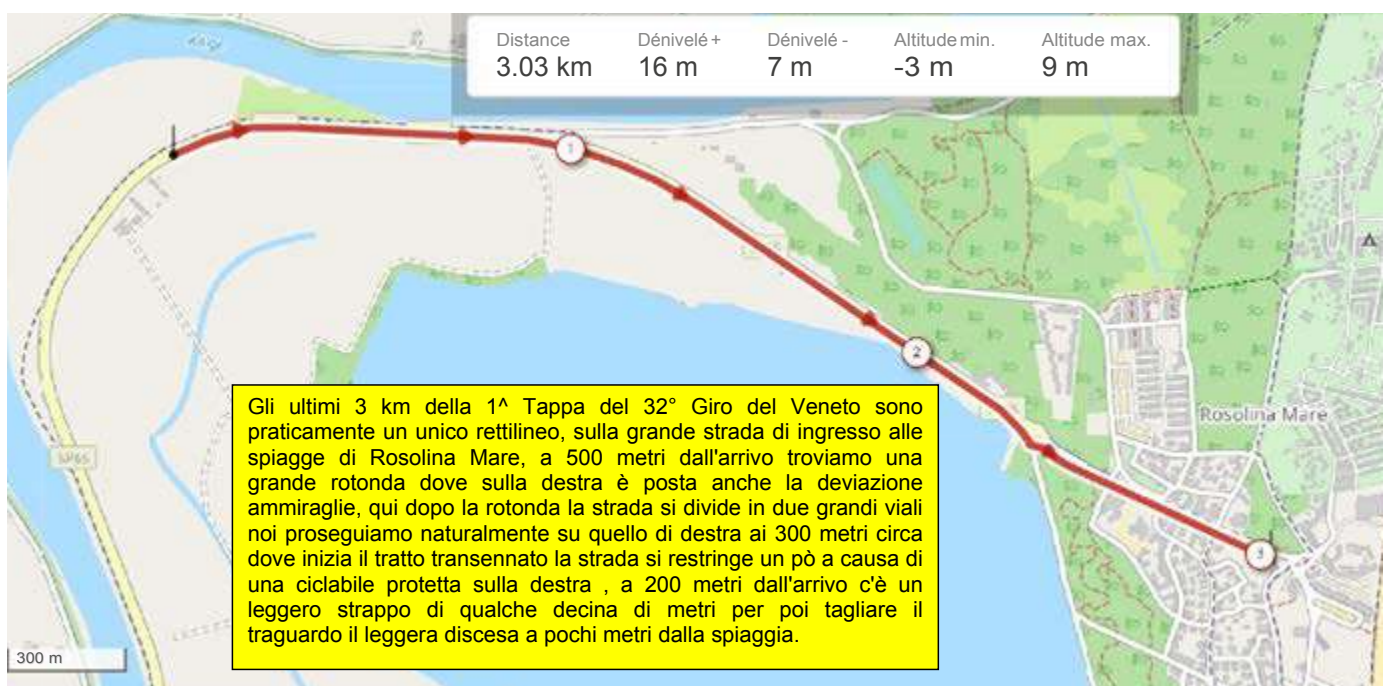 Distance Dénivelé + Dénivelé - Altitude min. Altitude max.
3.03 km 16 m 7 m -3 m 9 m
1
2
Rosolina Mare
SP65
3
Gli ultimi 3 km della 1^ Tappa del 32° Giro del Veneto sono
praticamente un unico rettilineo, sulla grande strada di ingresso alle
spiagge di Rosolina Mare, a 500 metri dall'arrivo troviamo una
grande rotonda dove sulla destra è posta anche la deviazione
ammiraglie, qui dopo la rotonda la strada si divide in due grandi viali
noi proseguiamo naturalmente su quello di destra ai 300 metri circa
dove inizia il tratto transennato la strada si restringe un pò a causa di
una ciclabile protetta sulla destra , a 200 metri dall'arrivo c'è un
leggero strappo di qualche decina di metri per poi tagliare il
traguardo il leggera discesa a pochi metri dalla spiaggia.
300 m